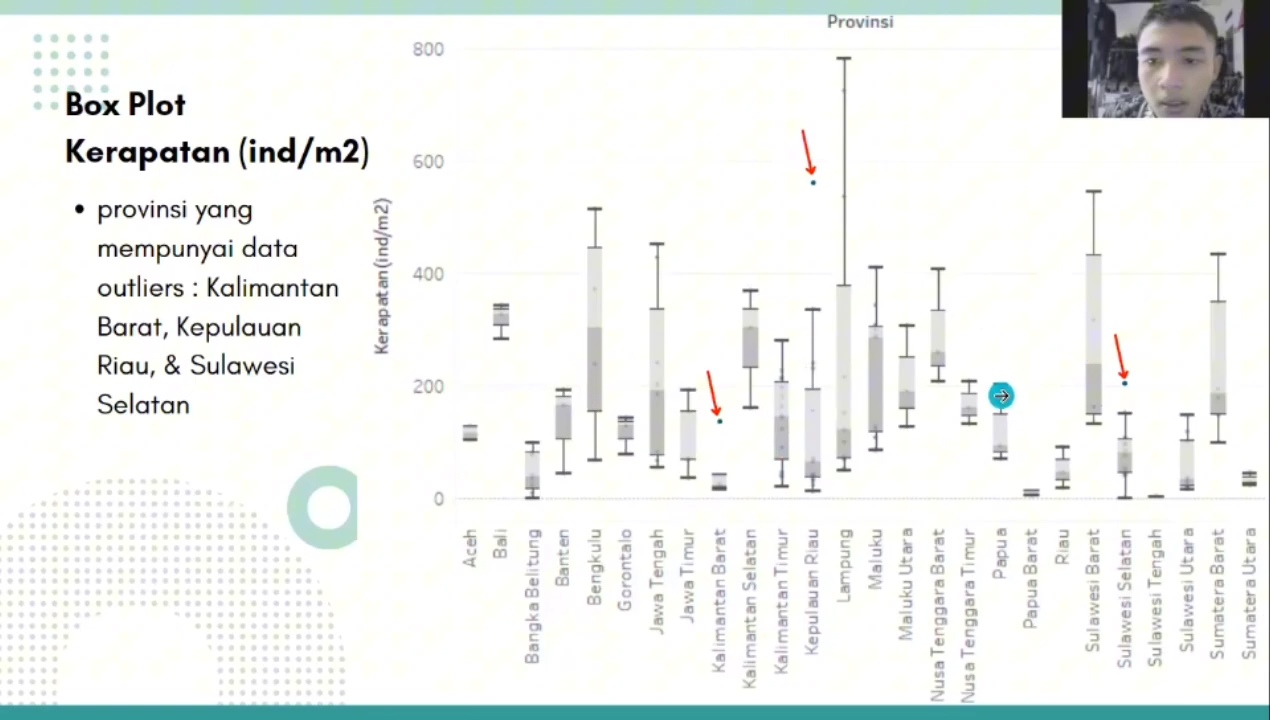 Box Plot
Kerapatan (ind/m2)
• provinsi yang
mempunyai data
outliers : Kalimantan
Barat, Kepulauan
Riau, & Sulawesi
Selatan
Provinsi
Kerapatan(ind/m2)
800
600
400
200
0
Aceh
Bali
Bangka Belitung
Banten
Bengkulu
Gorontalo
Jawa Tengah
Jawa Timur
Kalimantan Barat
Kalimantan Selatan
Kalimantan Timur
Kepulauan Riau
Lampung
Maluku
Maluku Utara
Nusa Tenggara Barat
Nusa Tenggara Timur
Papua
Papua Barat
Riau
Sulawesi Barat
Sulawesi Selatan
Sulawesi Tengah
Sulawesi Utara
Sumatera Barat
Sumatera Utara